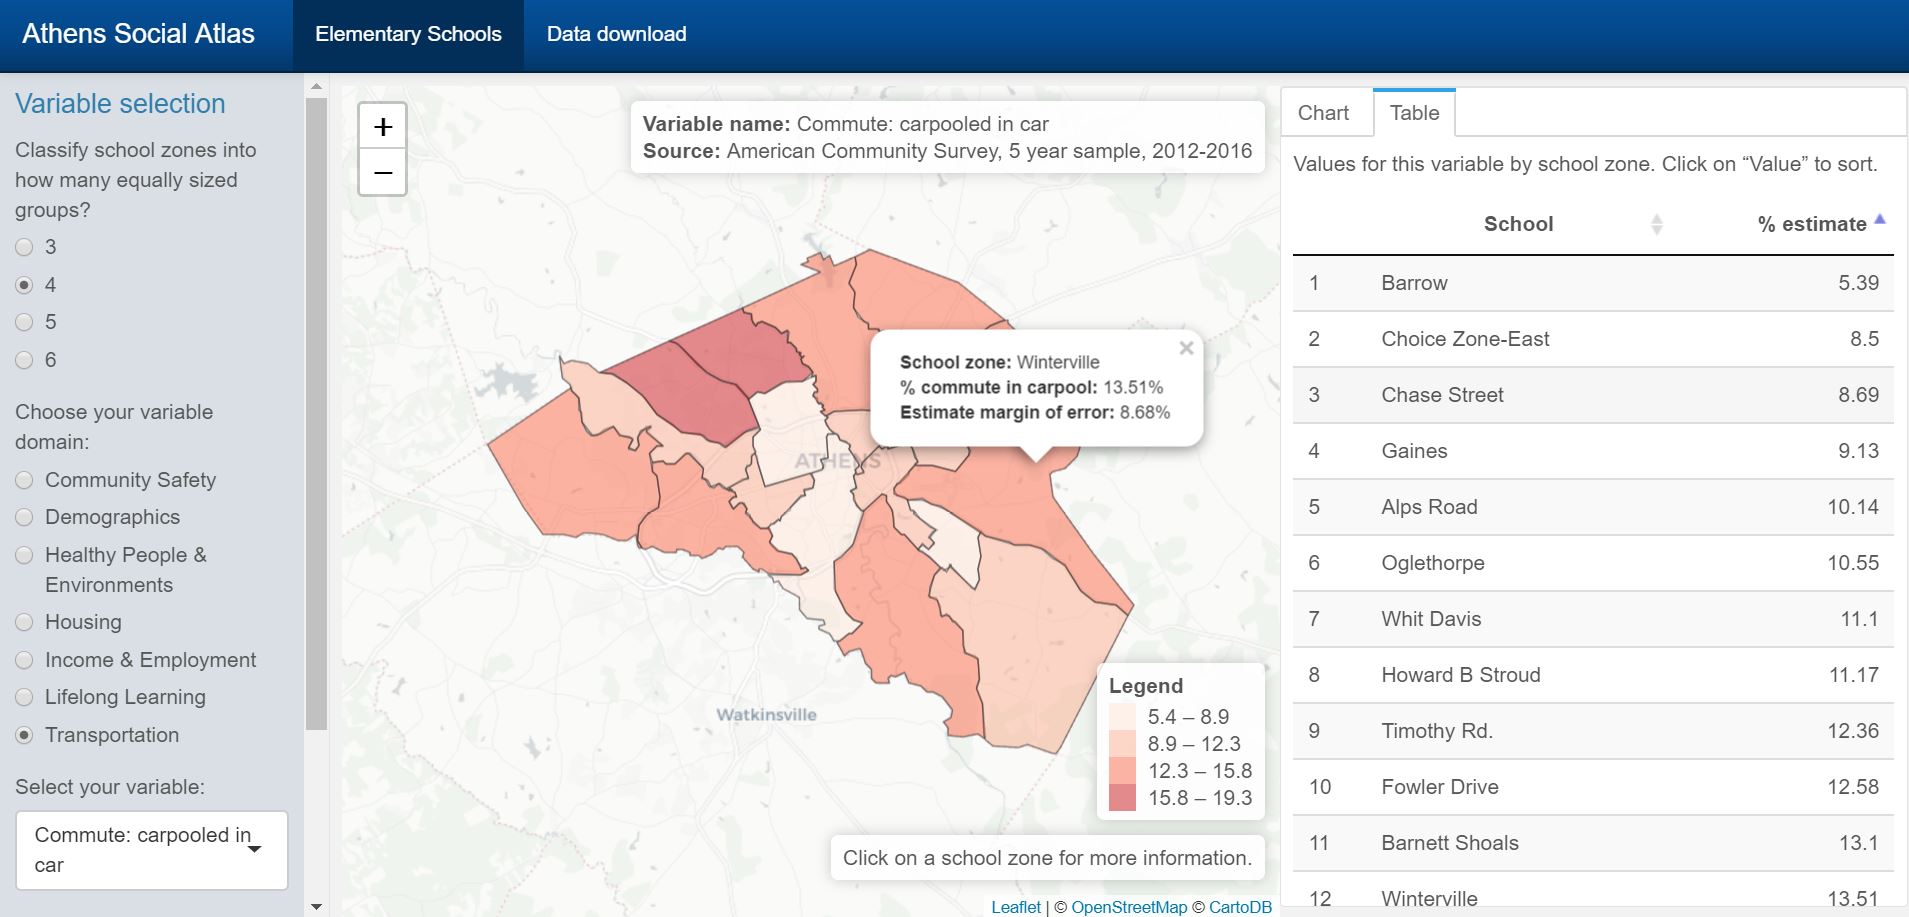 Athens Social Atlas
Elementary Schools
Data download
Variable selection
Classify school zones into
how many equally sized
groups?
3
4
5
6
Choose your variable
domain:
Community Safety
Demographics
Healthy People &
Environments
Housing
Income & Employment
Lifelong Learning
Transportation
Select your variable:
Commute: carpooled in
car
+
−
Variable name: Commute: carpooled in car
Source: American Community Survey, 5 year sample, 2012-2016
School zone: Winterville
% commute in carpool: 13.51%
Estimate margin of error: 8.68%
×
ATHENS
Watkinsville
Legend
5.4 – 8.9
8.9 – 12.3
12.3 – 15.8
15.8 – 19.3
Click on a school zone for more information.
Leaflet | © OpenStreetMap © CartoDB
Chart
Table
Values for this variable by school zone. Click on “Value” to sort.
School % estimate
1 Barrow 5.39
2 Choice Zone-East 8.5
3 Chase Street 8.69
4 Gaines 9.13
5 Alps Road 10.14
6 Oglethorpe 10.55
7 Whit Davis 11.1
8 Howard B Stroud 11.17
9 Timothy Rd. 12.36
10 Fowler Drive 12.58
11 Barnett Shoals 13.1
12 Winterville 13.51